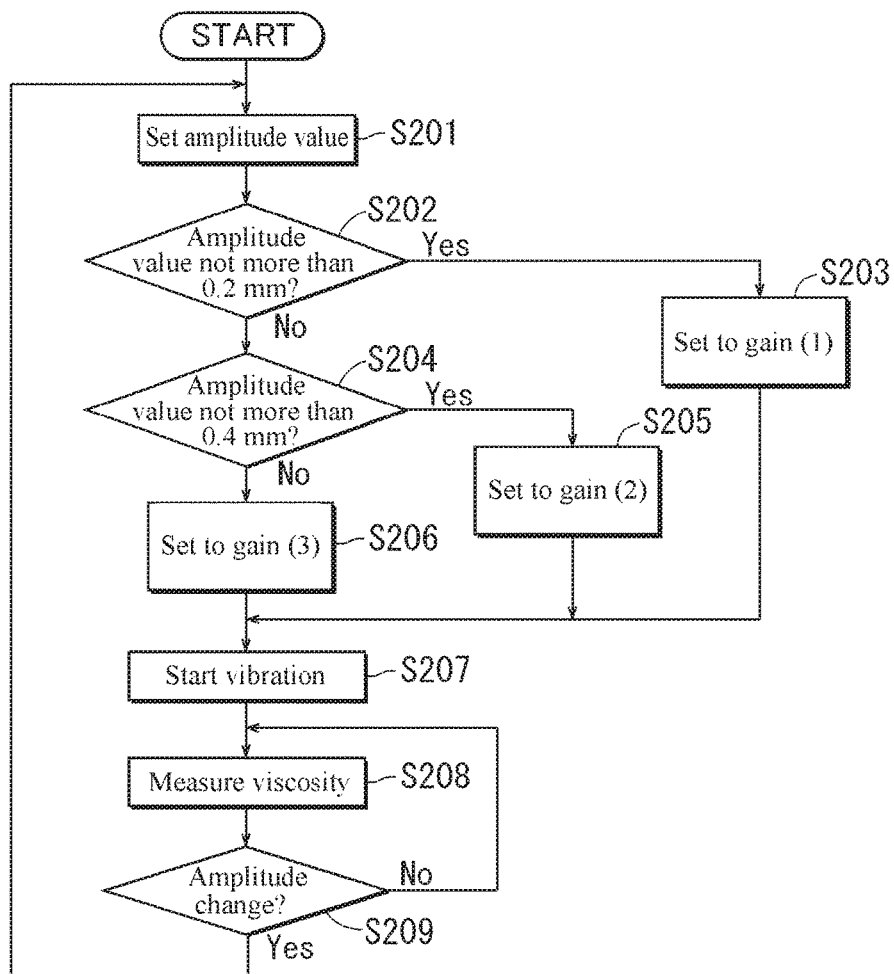 START
Set amplitude value
S201
S202
Amplitude
value not more than
0.2 mm?
Yes
No
S203
Set to gain (1)
S204
Amplitude
value not more than
0.4 mm?
Yes
No
S205
Set to gain (2)
Set to gain (3)
S206
Start vibration
S207
Measure viscosity
S208
Amplitude
change?
No
S209
Yes